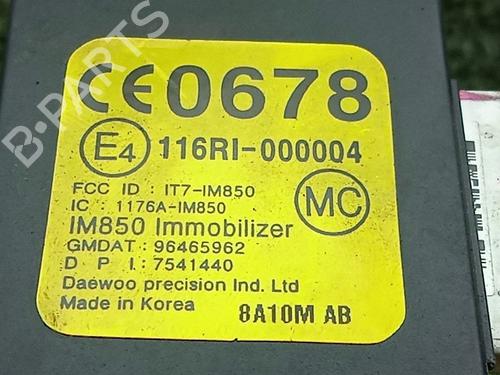 CE0678
E4 116RI-000004
FCC ID : IT7-IM850
IC : 1176A-IM850
MC
IM850 Immobilizer
GMDAT : 96465962
D P I : 7541440
Daewoo precision Ind. Ltd
Made in Korea
8A10M AB
B-PARTS